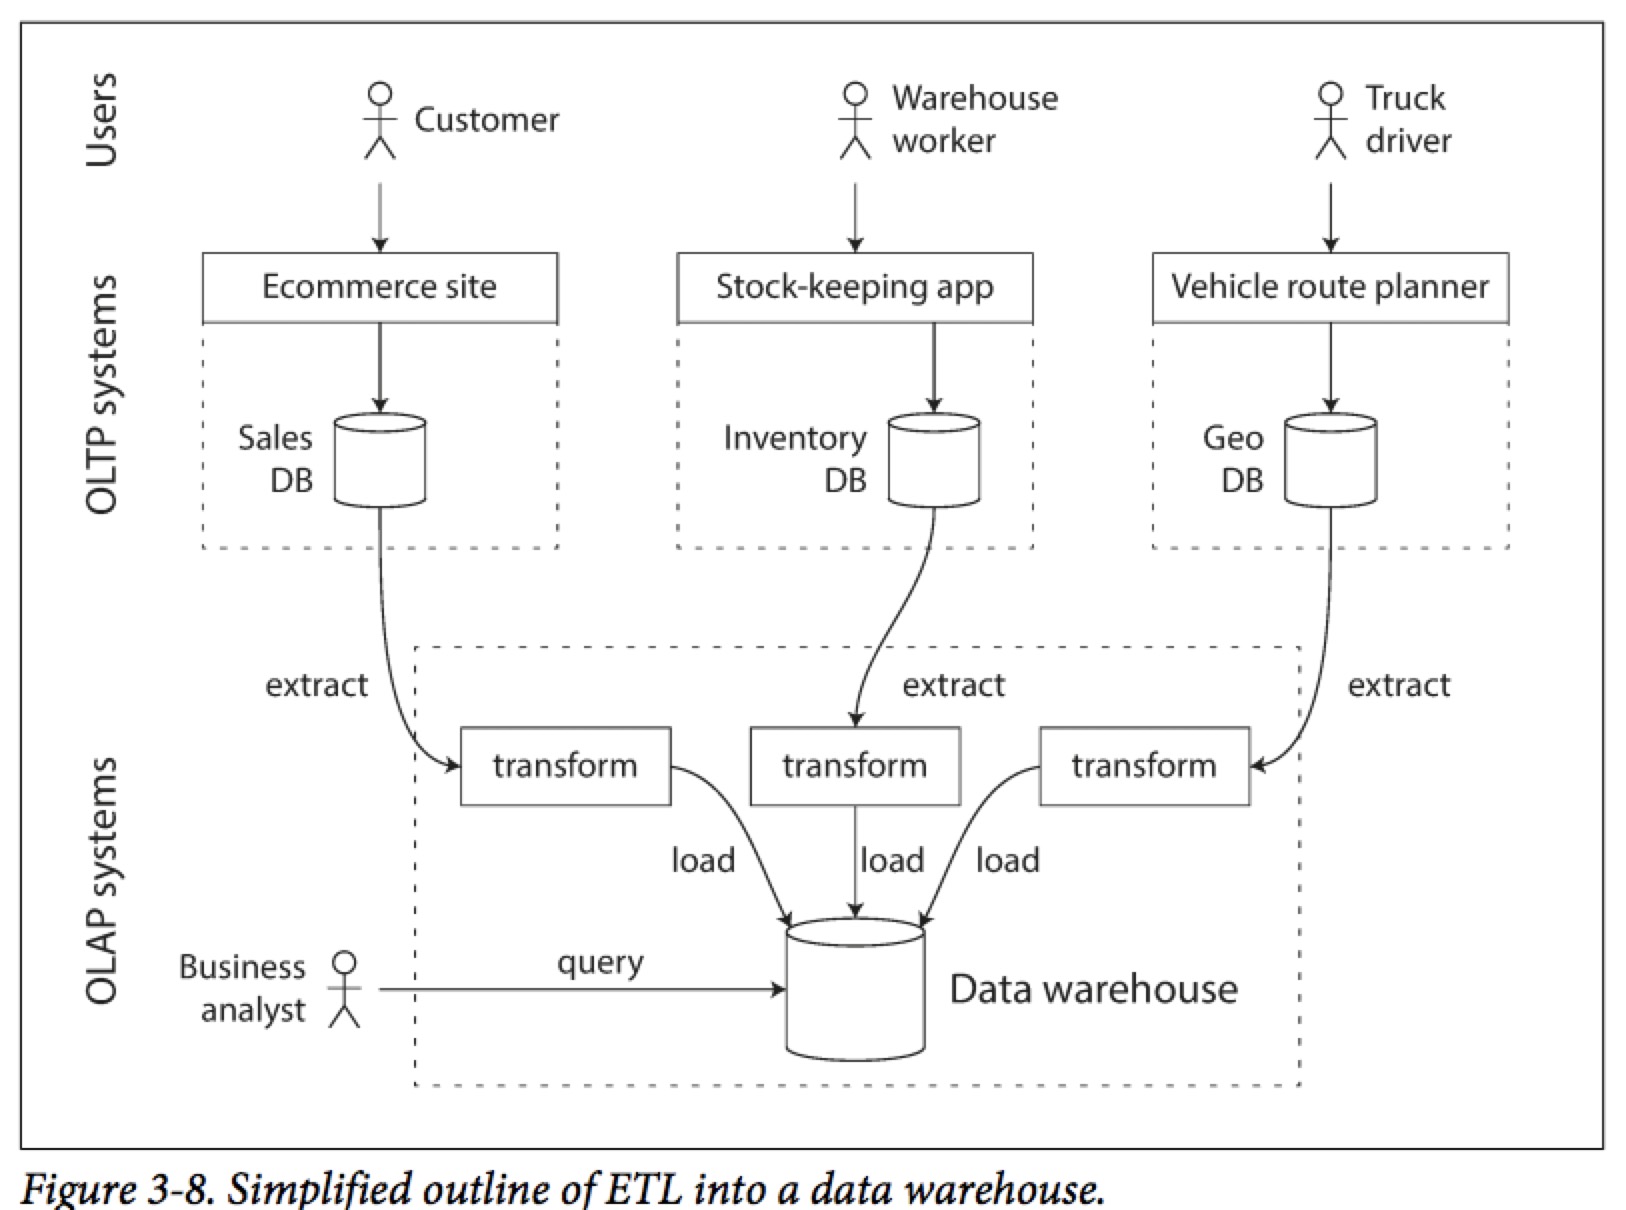 Users
Customer
Warehouse
worker
Truck
driver
OLTP systems
Ecommerce site
Stock-keeping app
Vehicle route planner
Sales
DB
Inventory
DB
Geo
DB
extract
extract
extract
OLAP systems
transform
transform
transform
load
load
load
Business
analyst
query
Data warehouse
Figure 3-8. Simplified outline of ETL into a data warehouse.